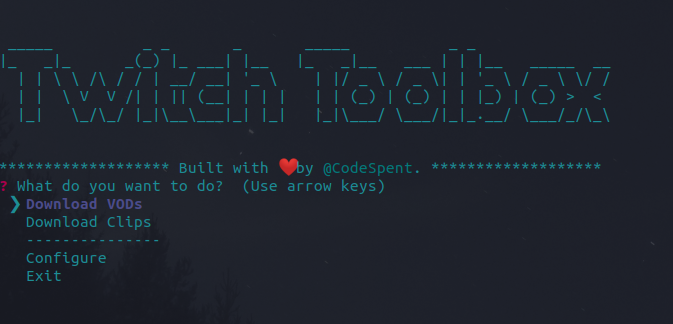 Twitch Toolbox
******************* Built with ❤️by @CodeSpent. *******************
? What do you want to do?  (Use arrow keys)
❯ Download VODs
Download Clips
---------------
Configure
Exit